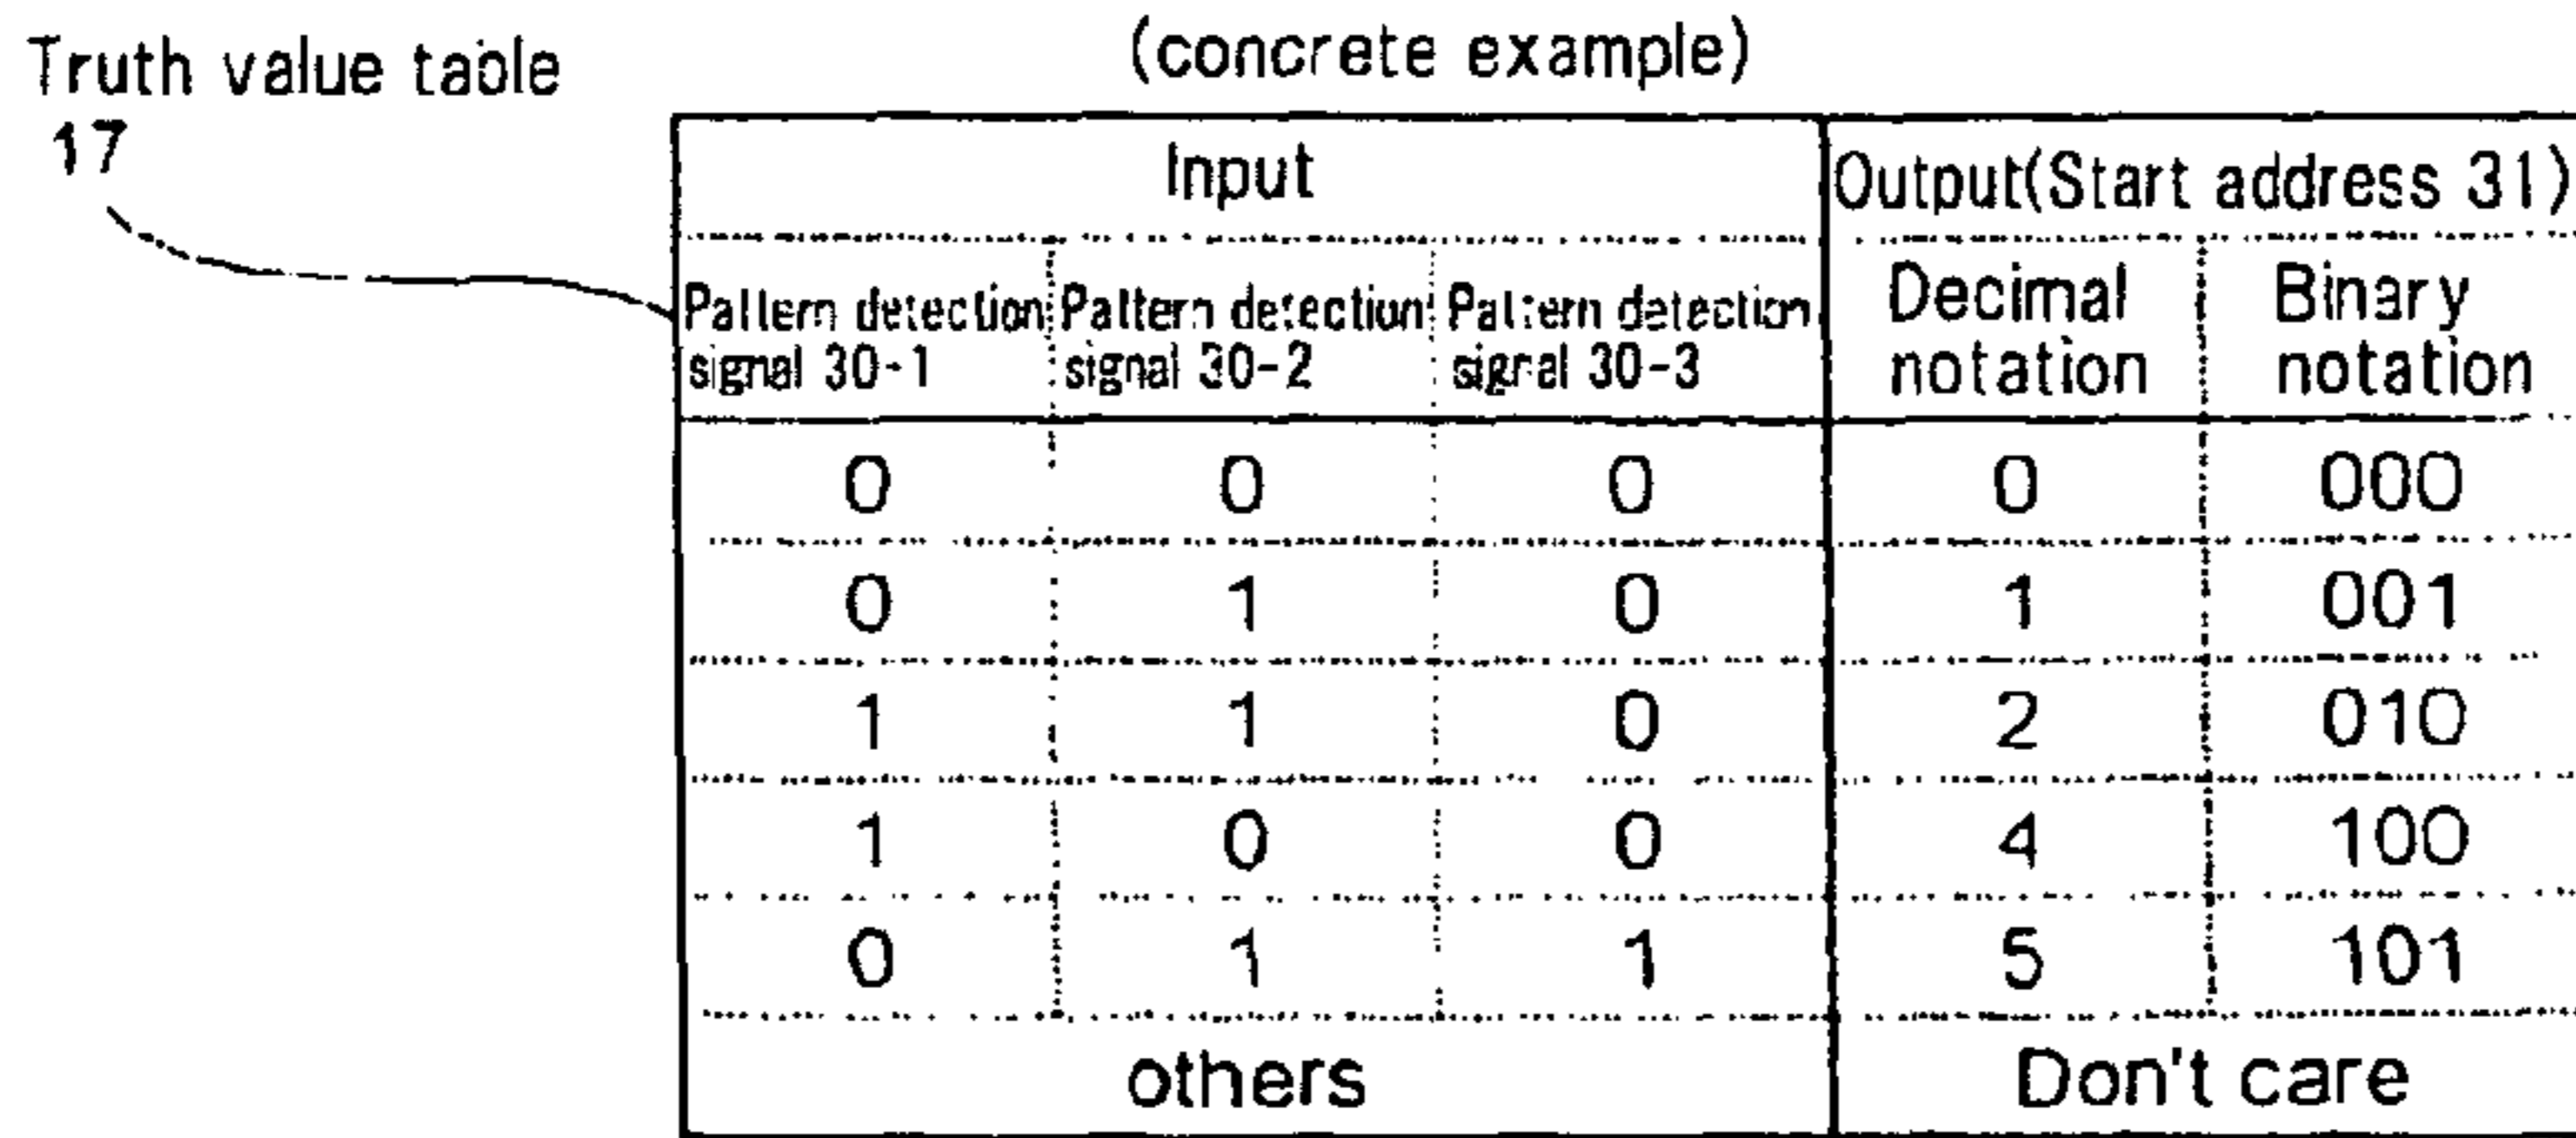 (concrete example)
Truth value table
17
Input Output(Start address 31)
Pattern detection signal 30-1 Pattern detection signal 30-2 Pattern detection signal 30-3 Decimal notation Binary notation
0 0 0 0 000
0 1 0 1 001
1 1 0 2 010
1 0 0 4 100
0 1 1 5 101
others Don't care